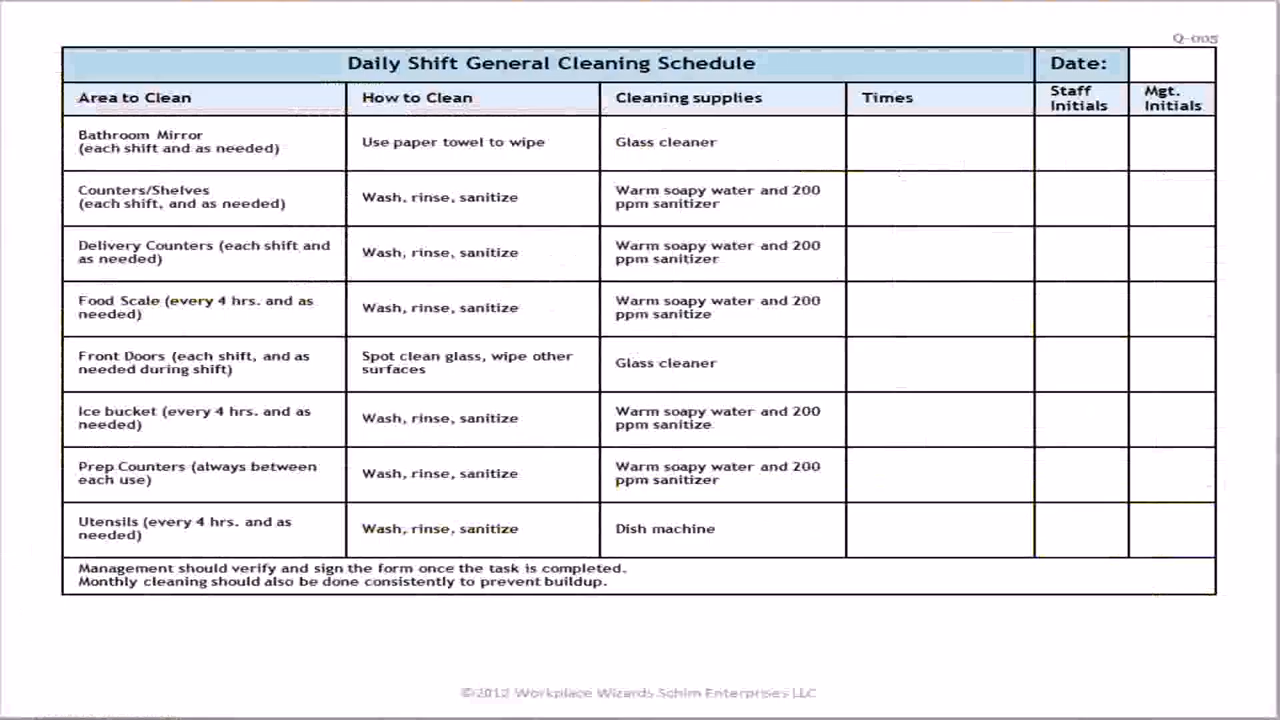 Q-005
Daily Shift General Cleaning Schedule Date:
Area to Clean How to Clean Cleaning supplies Times Staff Initials Mgt. Initials
Bathroom Mirror
(each shift and as needed)
Use paper towel to wipe
Glass cleaner
Counters/Shelves
(each shift, and as needed)
Wash, rinse, sanitize
Warm soapy water and 200
ppm sanitizer
Delivery Counters (each shift and
as needed)
Wash, rinse, sanitize
Warm soapy water and 200
ppm sanitizer
Food Scale (every 4 hrs. and as
needed)
Wash, rinse, sanitize
Warm soapy water and 200
ppm sanitize
Front Doors (each shift, and as
needed during shift)
Spot clean glass, wipe other
surfaces
Glass cleaner
Ice bucket (every 4 hrs. and as
needed)
Wash, rinse, sanitize
Warm soapy water and 200
ppm sanitize
Prep Counters (always between
each use)
Wash, rinse, sanitize
Warm soapy water and 200
ppm sanitizer
Utensils (every 4 hrs. and as
needed)
Wash, rinse, sanitize
Dish machine
Management should verify and sign the form once the task is completed.
Monthly cleaning should also be done consistently to prevent buildup.
©2012 Workplace Wizards Schim Enterprises LLC